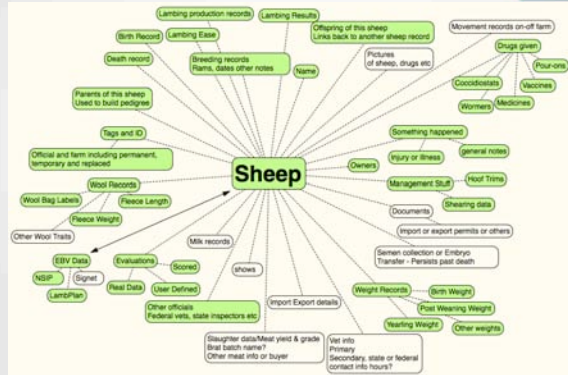 Lambing production records
Lambing Results
Birth Record
Lambing Ease
Offspring of this sheep
Links back to another sheep record
Movement records on-off farm
Death record
Breeding records
Rams, dates other notes
Pictures
of sheep, drugs etc
Drugs given
Name
Pour-ons
Coccidiostats
Vaccines
Wormers
Medicines
Parents of this sheep
Used to build pedigree
Tags and ID
Official and farm including permanent,
temporary and replaced
Something happened
general notes
Injury or illness
Sheep
Owners
Wool Records
Wool Bag Labels
Fleece Length
Fleece Weight
Other Wool Traits
Management Stuff
Hoof Trims
Shearing data
Documents
Import or export permits or others
Milk records
Semen collection or Embryo
Transfer - Persists past death
EBV Data
NSIP
Signet
LambPlan
Evaluations
Scored
Real Data
User Defined
shows
Other officials
Federal vets, state inspectors etc
Import Export details
Weight Records
Birth Weight
Post Weaning Weight
Yearling Weight
Other weights
Slaughter data/Meat yield & grade
Brat batch name?
Other meat info or buyer
Vet info
Primary
Secondary, state or federal
contact info hours?